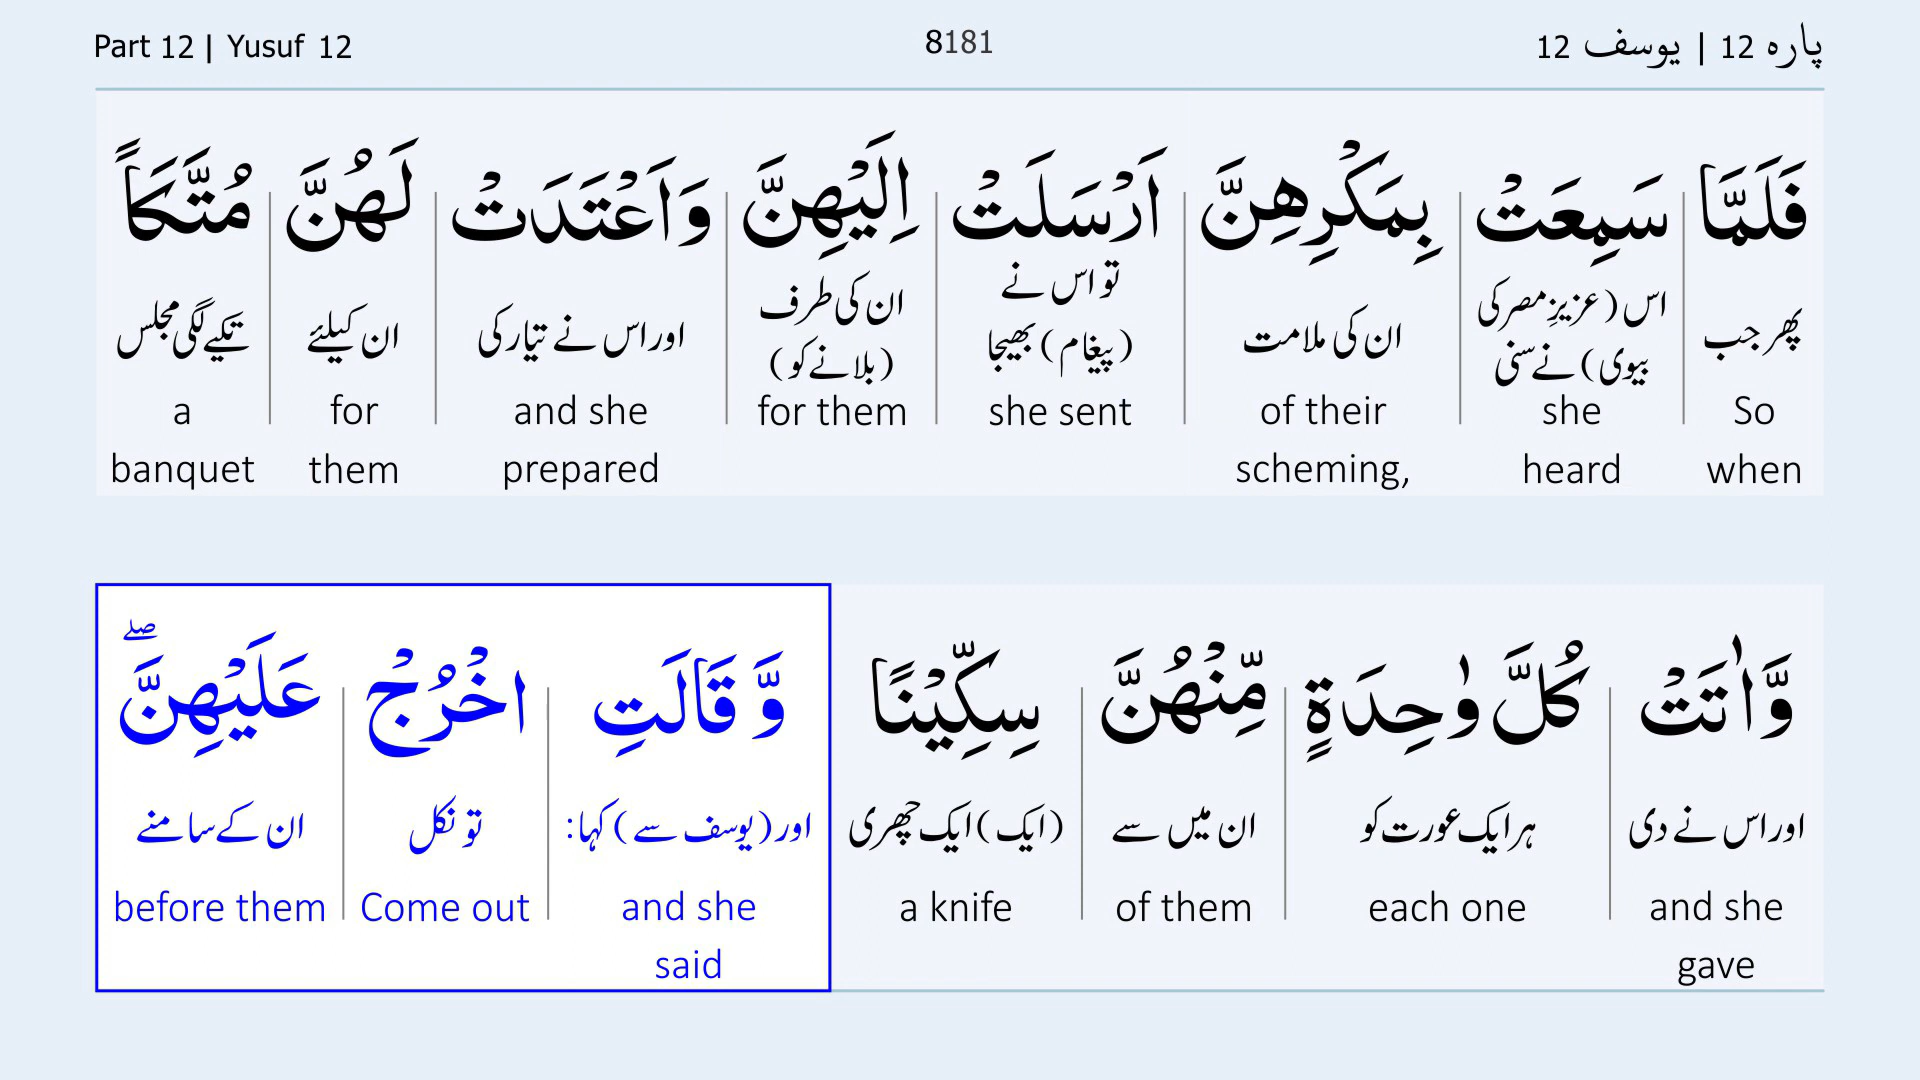 Part 12 | Yusuf 12
8181
پارہ 12 | یوسف 12
فَلَمَّا سَمِعَتْ بِمَكْرِهِنَّ اَرْسَلَتْ اِلَيْهِنَّ وَاَعْتَدَتْ لَهُنَّ مُتَّكَاً
پھر جب
اس (عزیزِ مصر کی
بیوی) نے سنی
ان کی ملامت
تو اس نے
(پیغام) بھیجا
ان کی طرف
(بلانے کو)
اور اس نے تیار کی
ان کیلئے
تکیے لگی مجلس
So
when
she
heard
of their
scheming,
she sent
for them
and she
prepared
for
them
a
banquet
وَّاٰتَتْ كُلَّ وٰحِدَةٍ مِّنْهُنَّ سِكِّيْنًا وَّقَالَتِ اخْرُجْ عَلَيْهِنَّ ۖ
اور اس نے دی
ہر ایک عورت کو
ان میں سے
(ایک) ایک چھری
اور (یوسف سے) کہا:
تو نکل
ان کے سامنے
and she
gave
each one
of them
a knife
and she
said
Come out
before them